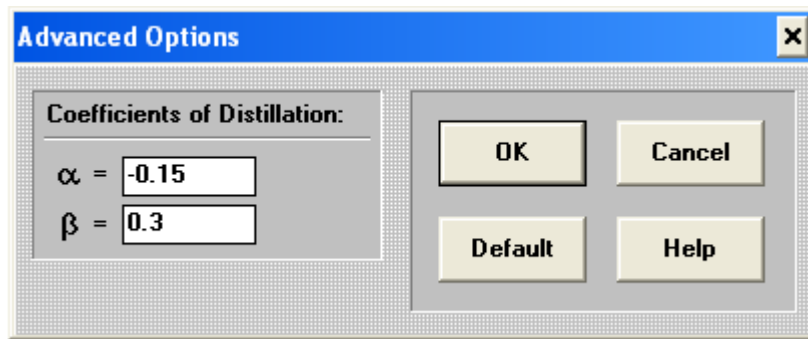 Advanced Options
Coefficients of Distillation:
α = -0.15
β = 0.3
OK
Cancel
Default
Help